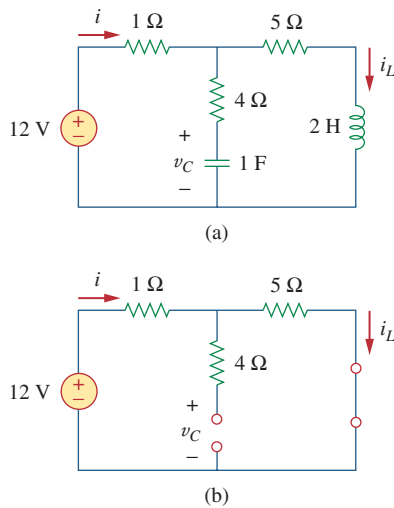 i 1 Ω 5 Ω
i_L
4 Ω
12 V + −
+
v_C 1 F 2 H
−
(a)
i 1 Ω 5 Ω
i_L
4 Ω
12 V + −
+
v_C
−
(b)